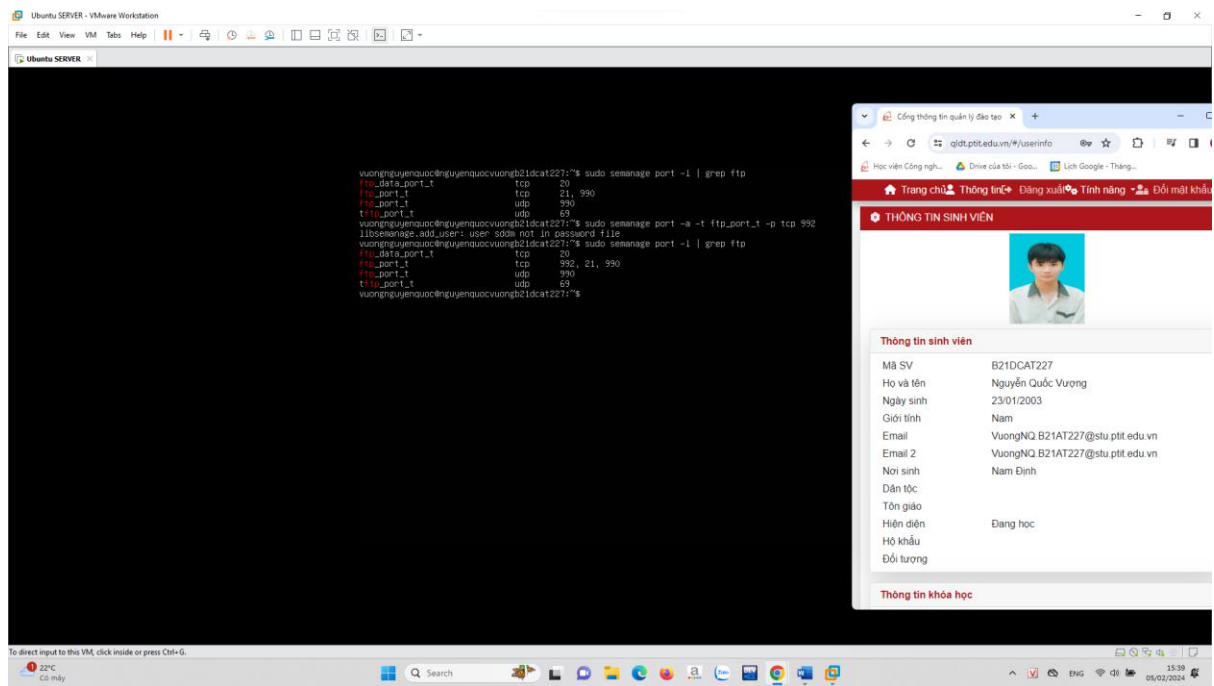 Ubuntu SERVER - VMware Workstation
File Edit View VM Tabs Help
Ubuntu SERVER
vuongnguyenquoc@nguyenquocvuongb21dcat227:~$ sudo semanage port -l | grep ftp
ftp_data_port_t tcp 20
ftp_port_t tcp 21, 990
ftp_port_t udp 990
tftp_port_t udp 69
vuongnguyenquoc@nguyenquocvuongb21dcat227:~$ sudo semanage port -a -t ftp_port_t -p tcp 992
libsemanage.add_user: user sddm not in password file
vuongnguyenquoc@nguyenquocvuongb21dcat227:~$ sudo semanage port -l | grep ftp
ftp_data_port_t tcp 20
ftp_port_t tcp 992, 21, 990
ftp_port_t udp 990
tftp_port_t udp 69
vuongnguyenquoc@nguyenquocvuongb21dcat227:~$
Cổng thông tin quản lý đào tạo
qldt.ptit.edu.vn/#/userinfo
Học viện Công ngh... Drive của tôi - Goo... Lịch Google - Tháng...
Trang chủ Thông tin Đăng xuất Tính năng Đổi mật khẩu
THÔNG TIN SINH VIÊN
Thông tin sinh viên
Mã SV B21DCAT227
Họ và tên Nguyễn Quốc Vượng
Ngày sinh 23/01/2003
Giới tính Nam
Email VuongNQ.B21AT227@stu.ptit.edu.vn
Email 2 VuongNQ.B21AT227@stu.ptit.edu.vn
Nơi sinh Nam Định
Dân tộc
Tôn giáo
Hiện diện Đang học
Hộ khẩu
Đối tượng
Thông tin khóa học
To direct input to this VM, click inside or press Ctrl+G.
1
22°C
Có mây
Search
ENG
15:39
05/02/2024